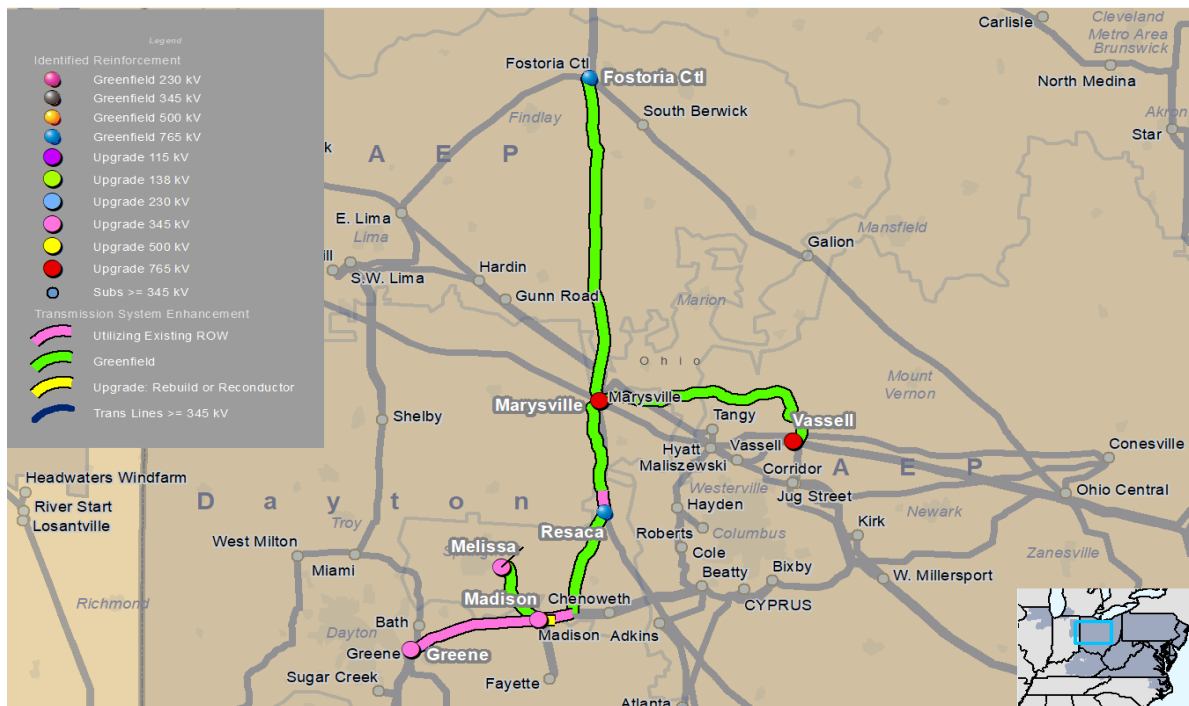 Legend
Identified Reinforcement
Greenfield 230 kV
Greenfield 345 kV
Greenfield 500 kV
Greenfield 765 kV
Upgrade 115 kV
Upgrade 138 kV
Upgrade 230 kV
Upgrade 345 kV
Upgrade 500 kV
Upgrade 765 kV
Subs >= 345 kV
Transmission System Enhancement
Utilizing Existing ROW
Greenfield
Upgrade: Rebuild or Reconductor
Trans Lines >= 345 kV
Carlisle
Cleveland
Metro Area
Brunswick
North Medina
Akron
Star
Fostoria Ctl
Fostoria Ctl
South Berwick
Findlay
k
A E P
E. Lima
Lima
ill
S.W. Lima
Hardin
Gunn Road
Mansfield
Galion
Marion
Ohio
Mount
Vernon
Marysville
Marysville
Shelby
Tangy
Vassell
Vassell
Hyatt
Maliszewski
Corridor
A E P
Conesville
Westerville
Jug Street
Ohio Central
Newark
Headwaters Windfarm
River Start
Losantville
Dayton
Troy
Hayden
Resaca
Roberts
Columbus
Kirk
Zanesville
West Milton
Miami
Melissa
Cole
Beatty
Bixby
W. Millersport
CYPRUS
Richmond
Madison
Chenoweth
Madison
Adkins
Bath
Dayton
Greene
Greene
Sugar Creek
Fayette
Atlanta